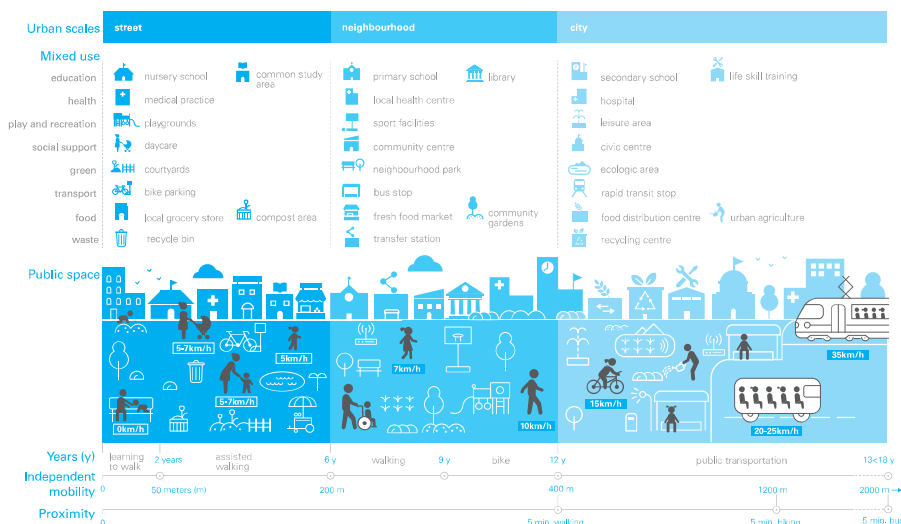 Urban scales street neighbourhood city
Mixed use
education nursery school common study area primary school library secondary school life skill training
health medical practice local health centre hospital
play and recreation playgrounds sport facilities leisure area
social support daycare community centre civic centre
green courtyards neighbourhood park ecologic area
transport bike parking bus stop rapid transit stop
food local grocery store compost area fresh food market community gardens food distribution centre urban agriculture
waste recycle bin transfer station recycling centre
Public space
5-7km/h 5km/h 7km/h 35km/h
5-7km/h 15km/h
0km/h 10km/h 20-25km/h
Years (y) learning to walk 2 years assisted walking 6 y walking 9 y bike 12 y public transportation 13<18 y
Independent mobility 0 50 meters (m) 200 m 400 m 1200 m 2000 m
Proximity 0 5 min. walking 5 min. biking 5 min. bus